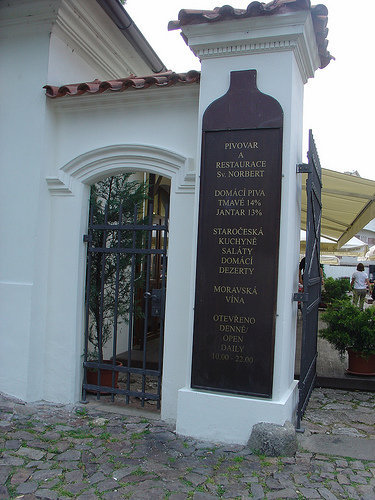 PIVOVAR
A
RESTAURACE
Sv. NORBERT
DOMÁCÍ PIVA
TMAVÉ 14%
JANTAR 13%
STAROČESKÁ
KUCHYNĚ
SALÁTY
DOMÁCÍ
DEZERTY
MORAVSKÁ
VÍNA
OTEVŘENO
DENNĚ/
OPEN
DAILY
10.00 - 22.00